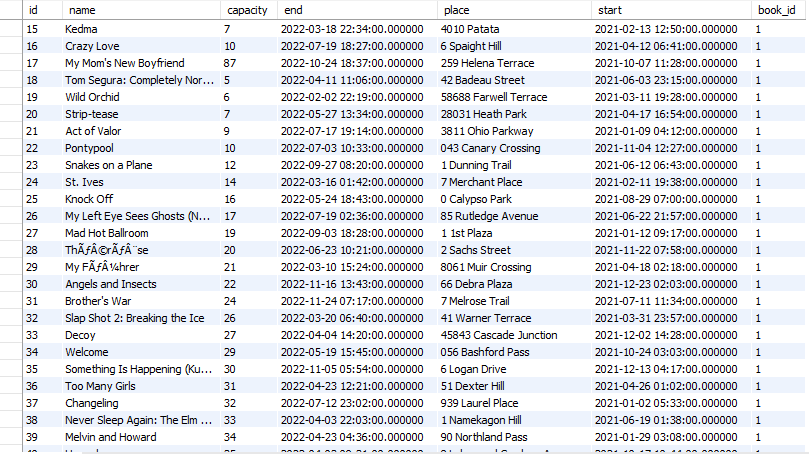 id name capacity end place start book_id
15 Kedma 7 2022-03-18 22:34:00.000000 4010 Patata 2021-02-13 12:50:00.000000 1
16 Crazy Love 10 2022-07-19 18:27:00.000000 6 Spaight Hill 2021-04-12 06:41:00.000000 1
17 My Mom's New Boyfriend 87 2022-10-24 18:37:00.000000 259 Helena Terrace 2021-10-07 11:28:00.000000 1
18 Tom Segura: Completely Nor... 5 2022-04-11 11:06:00.000000 42 Badeau Street 2021-06-03 23:15:00.000000 1
19 Wild Orchid 6 2022-02-02 22:19:00.000000 58688 Farwell Terrace 2021-03-11 19:28:00.000000 1
20 Strip-tease 7 2022-05-27 13:34:00.000000 28031 Heath Park 2021-04-17 16:54:00.000000 1
21 Act of Valor 9 2022-07-17 19:14:00.000000 3811 Ohio Parkway 2021-01-09 04:12:00.000000 1
22 Pontypool 10 2022-07-03 10:33:00.000000 043 Canary Crossing 2021-11-04 12:27:00.000000 1
23 Snakes on a Plane 12 2022-09-27 08:20:00.000000 1 Dunning Trail 2021-06-12 06:43:00.000000 1
24 St. Ives 14 2022-03-16 01:42:00.000000 7 Merchant Place 2021-02-11 19:38:00.000000 1
25 Knock Off 16 2022-05-24 18:43:00.000000 0 Calypso Park 2021-08-29 07:00:00.000000 1
26 My Left Eye Sees Ghosts (N... 17 2022-07-19 02:36:00.000000 85 Rutledge Avenue 2021-06-22 21:57:00.000000 1
27 Mad Hot Ballroom 19 2022-09-03 18:28:00.000000 1 1st Plaza 2021-01-12 09:17:00.000000 1
28 ThÃƒÂ©rÃƒÂ¨se 20 2022-06-23 10:21:00.000000 2 Sachs Street 2021-11-22 07:58:00.000000 1
29 My FÃƒÂ¼hrer 21 2022-03-10 15:24:00.000000 8061 Muir Crossing 2021-04-18 02:18:00.000000 1
30 Angels and Insects 22 2022-11-16 13:43:00.000000 66 Debra Plaza 2021-12-23 02:03:00.000000 1
31 Brother's War 24 2022-11-24 07:17:00.000000 7 Melrose Trail 2021-07-11 11:34:00.000000 1
32 Slap Shot 2: Breaking the Ice 26 2022-03-20 06:40:00.000000 41 Warner Terrace 2021-03-31 23:57:00.000000 1
33 Decoy 27 2022-04-04 14:20:00.000000 45843 Cascade Junction 2021-12-02 14:28:00.000000 1
34 Welcome 29 2022-05-19 15:45:00.000000 056 Bashford Pass 2021-10-24 03:03:00.000000 1
35 Something Is Happening (Ku... 30 2022-11-05 05:54:00.000000 6 Logan Drive 2021-12-13 04:17:00.000000 1
36 Too Many Girls 31 2022-04-23 12:21:00.000000 51 Dexter Hill 2021-04-26 01:02:00.000000 1
37 Changeling 32 2022-07-12 23:02:00.000000 939 Laurel Place 2021-01-02 05:33:00.000000 1
38 Never Sleep Again: The Elm ... 33 2022-04-03 22:03:00.000000 1 Namekagon Hill 2021-06-19 01:38:00.000000 1
39 Melvin and Howard 34 2022-04-23 04:36:00.000000 90 Northland Pass 2021-01-29 03:08:00.000000 1